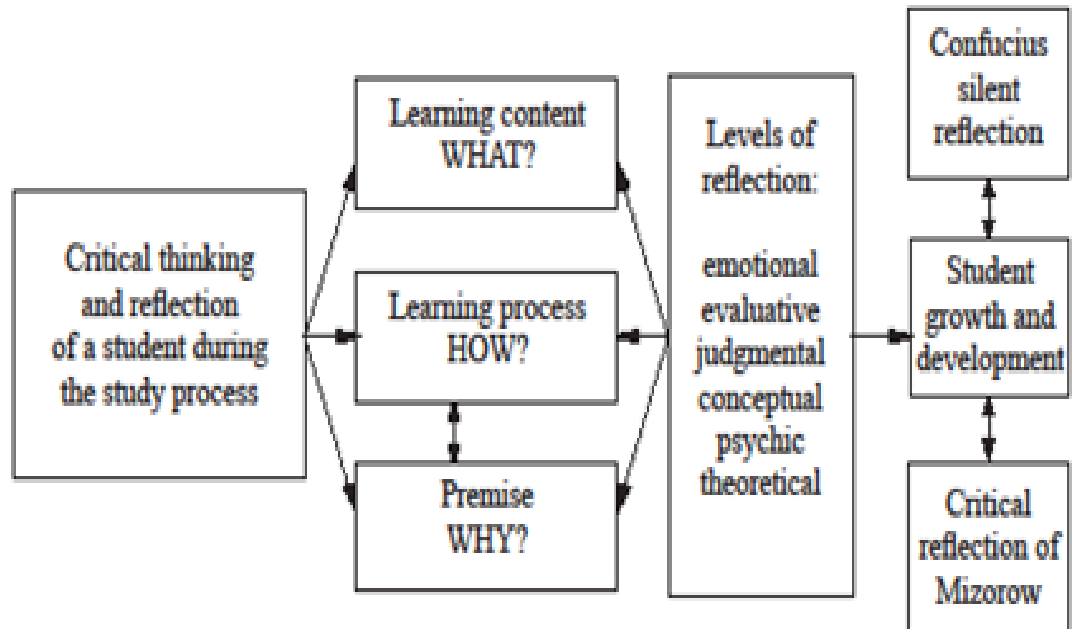 Critical thinking
and reflection
of a student during
the study process
Learning content
WHAT?
Learning process
HOW?
Premise
WHY?
Levels of
reflection:
emotional
evaluative
judgmental
conceptual
psychic
theoretical
Confucius
silent
reflection
Student
growth and
development
Critical
reflection of
Mizorow